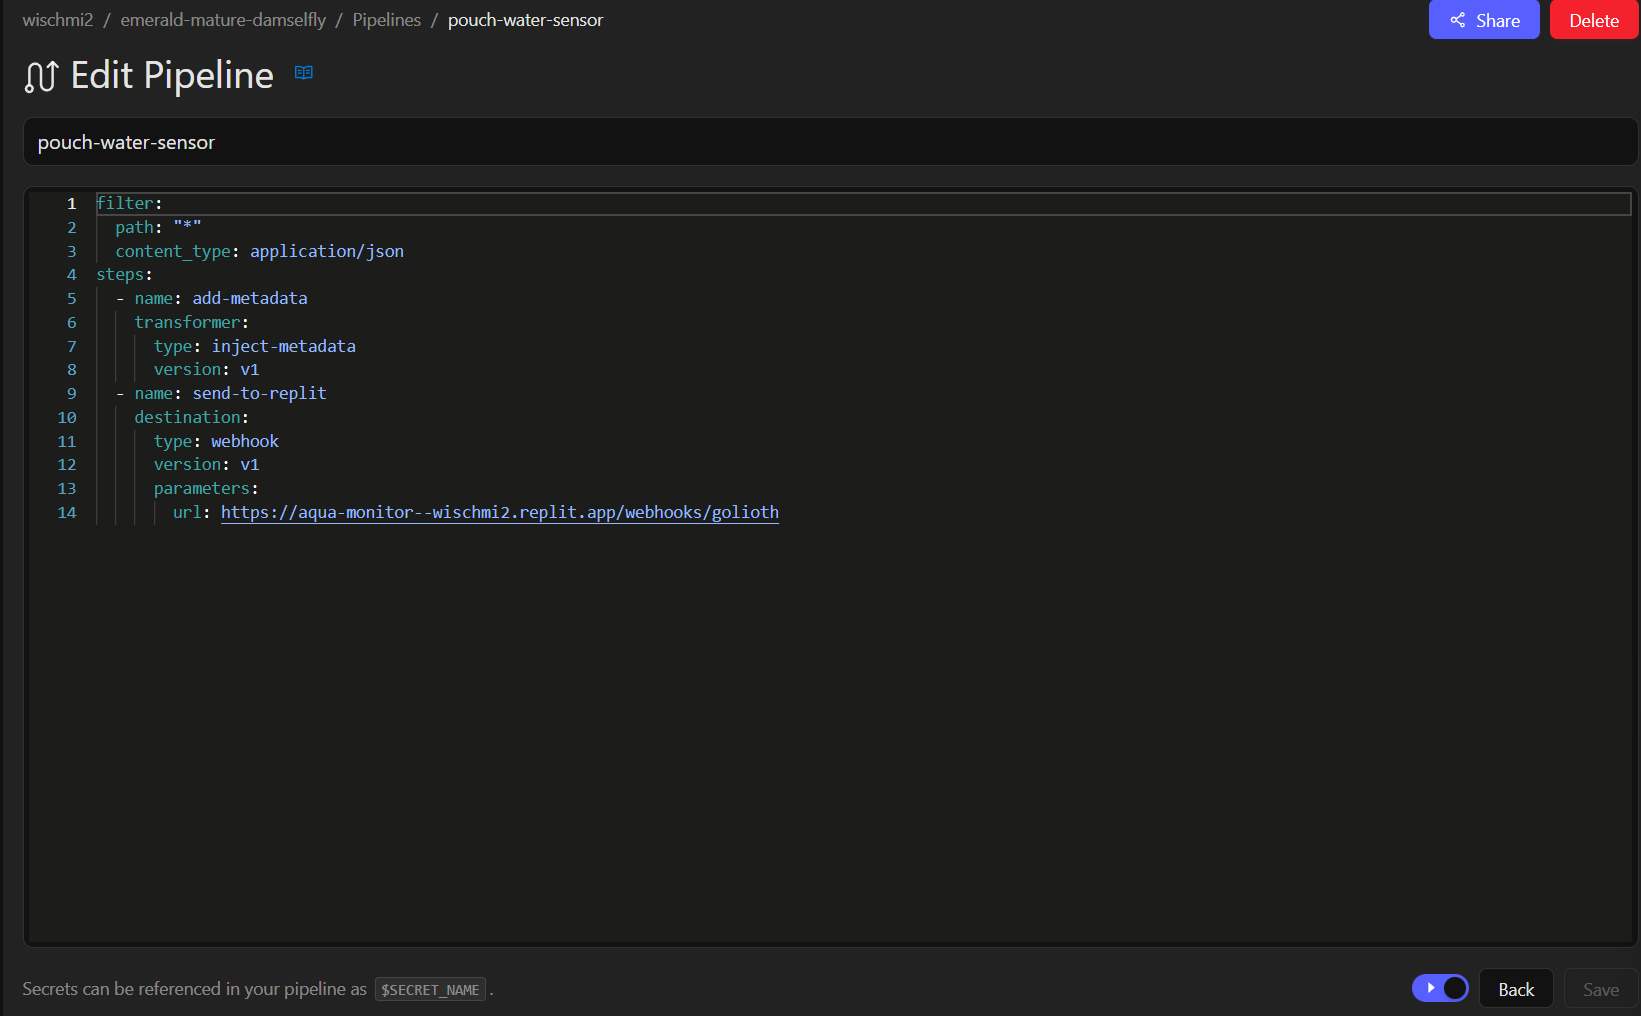 wischmi2 / emerald-mature-damselfly / Pipelines / pouch-water-sensor
Share
Delete
Edit Pipeline
pouch-water-sensor
1 filter:
2   path: "*"
3   content_type: application/json
4 steps:
5   - name: add-metadata
6     transformer:
7       type: inject-metadata
8       version: v1
9   - name: send-to-replit
10     destination:
11       type: webhook
12       version: v1
13       parameters:
14         url: https://aqua-monitor--wischmi2.replit.app/webhooks/golioth
Secrets can be referenced in your pipeline as $SECRET_NAME .
Back
Save